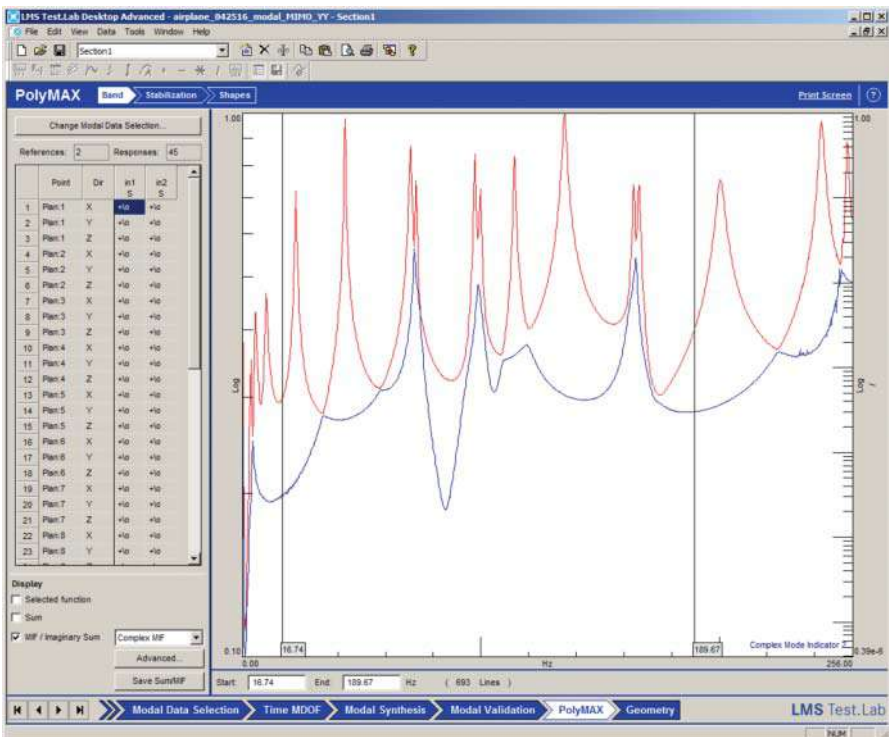 LMS Test.Lab Desktop Advanced - airplane_042516_modal_MIMO_YY - Section1
File Edit View Data Tools Window Help
Section1
PolyMAX Band Stabilization Shapes Print Screen ?
Change Modal Data Selection...
References: 2 Responses: 45
Point Dir in1 in2
S S
1 Plan:1 X
2 Plan:1 Y
3 Plan:1 Z
4 Plan:2 X
5 Plan:2 Y
6 Plan:2 Z
7 Plan:3 X
8 Plan:3 Y
9 Plan:3 Z
10 Plan:4 X
11 Plan:4 Y
12 Plan:4 Z
13 Plan:5 X
14 Plan:5 Y
15 Plan:5 Z
16 Plan:6 X
17 Plan:6 Y
18 Plan:6 Z
19 Plan:7 X
20 Plan:7 Y
21 Plan:7 Z
22 Plan:8 X
23 Plan:8 Y
Display
Selected function
Sum
MIF / Imaginary Sum Complex MIF
Advanced...
Save Sum/MIF
1.00 1.00
Log Log
/
0.10 16.74 189.67 Complex Mode Indicator 2 0.39e-6
0.00 Hz 256.00
Start: 16.74 End: 189.67 Hz ( 693 Lines )
Modal Data Selection Time MDOF Modal Synthesis Modal Validation PolyMAX Geometry LMS Test.Lab
NUM